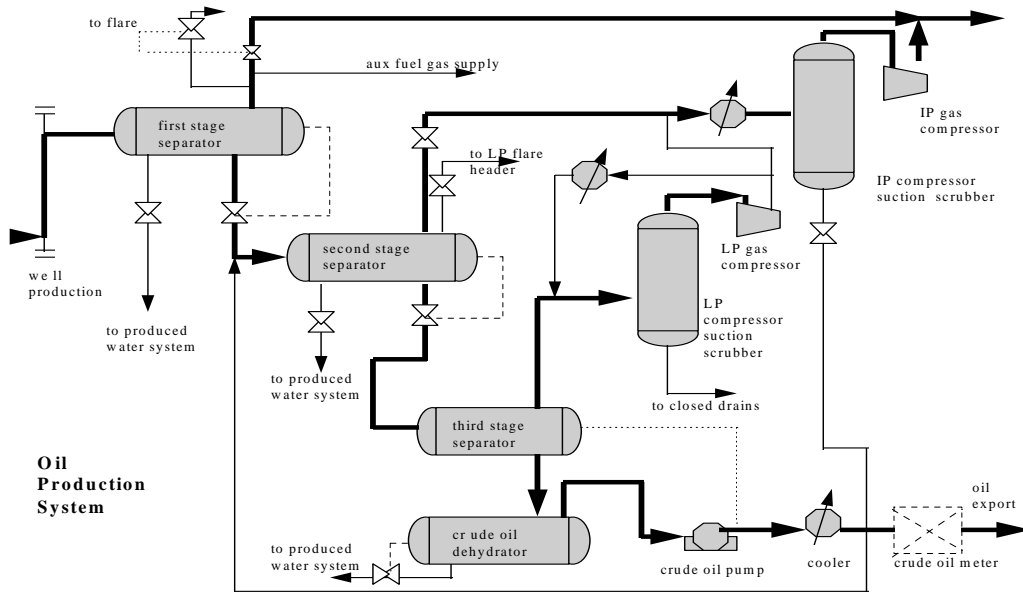 to flare
aux fuel gas supply
first stage
separator
IP gas
compressor
to LP flare
header
IP compressor
suction scrubber
second stage
separator
LP gas
compressor
well
production
LP
compressor
suction
scrubber
to produced
water system
to produced
water system
to closed drains
third stage
separator
Oil
Production
System
oil
export
crude oil
dehydrator
to produced
water system
crude oil pump
cooler
crude oil meter